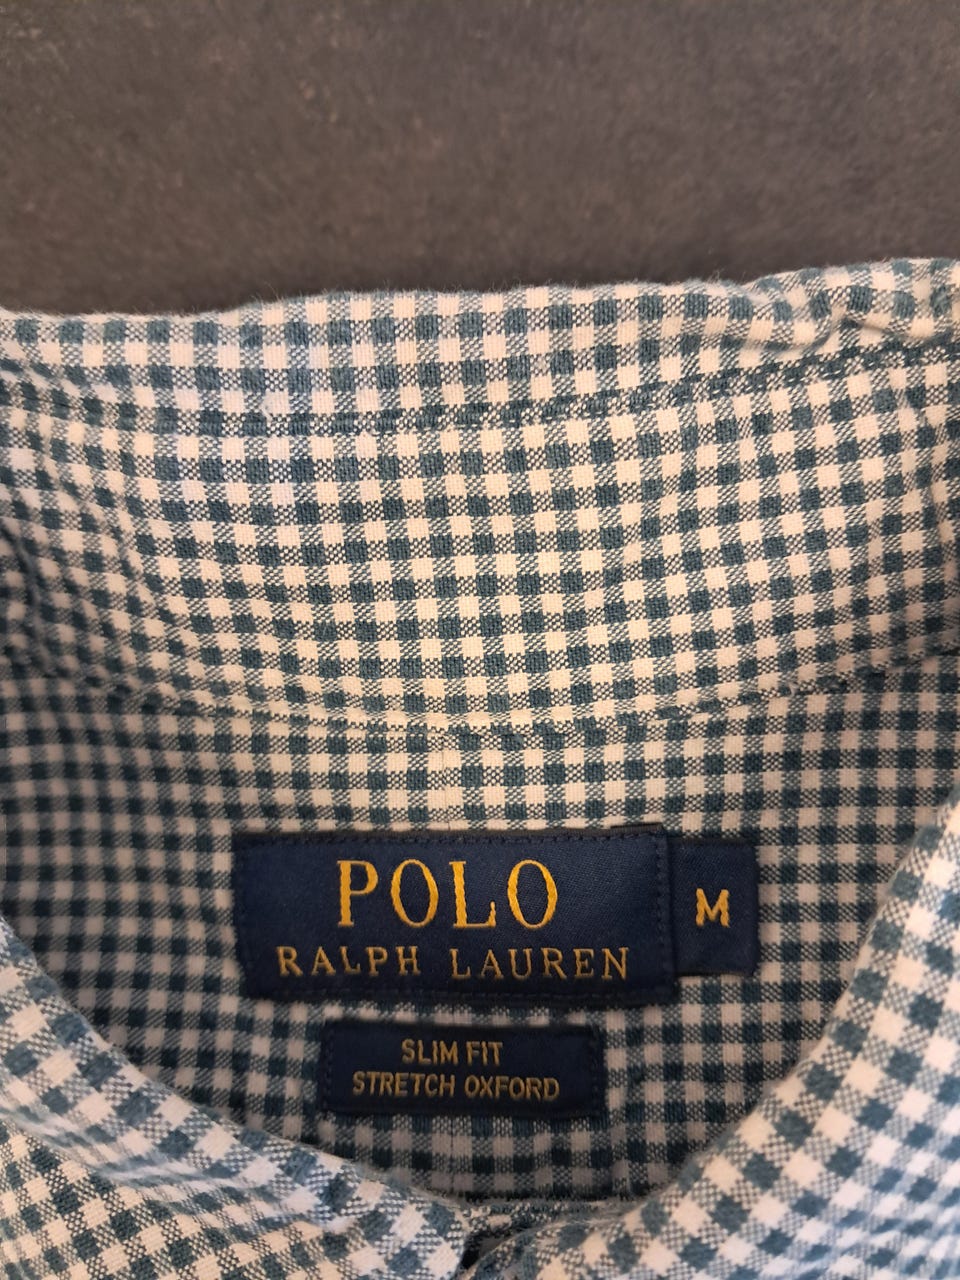 POLO
RALPH LAUREN
M
SLIM FIT
STRETCH OXFORD